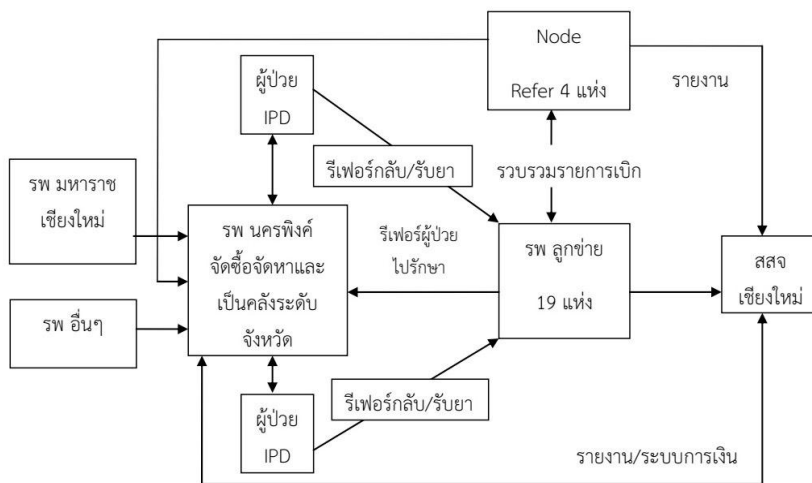 Node
Refer 4 แห่ง
รายงาน
ผู้ป่วย
IPD
รีเฟอร์กลับ/รับยา
รวบรวมรายการเบิก
รพ มหาราช
เชียงใหม่
รพ นครพิงค์
จัดซื้อจัดหาและ
เป็นคลังระดับ
จังหวัด
รีเฟอร์ผู้ป่วย
ไปรักษา
รพ ลูกข่าย
19 แห่ง
สสจ
เชียงใหม่
รพ อื่นๆ
รีเฟอร์กลับ/รับยา
ผู้ป่วย
IPD
รายงาน/ระบบการเงิน